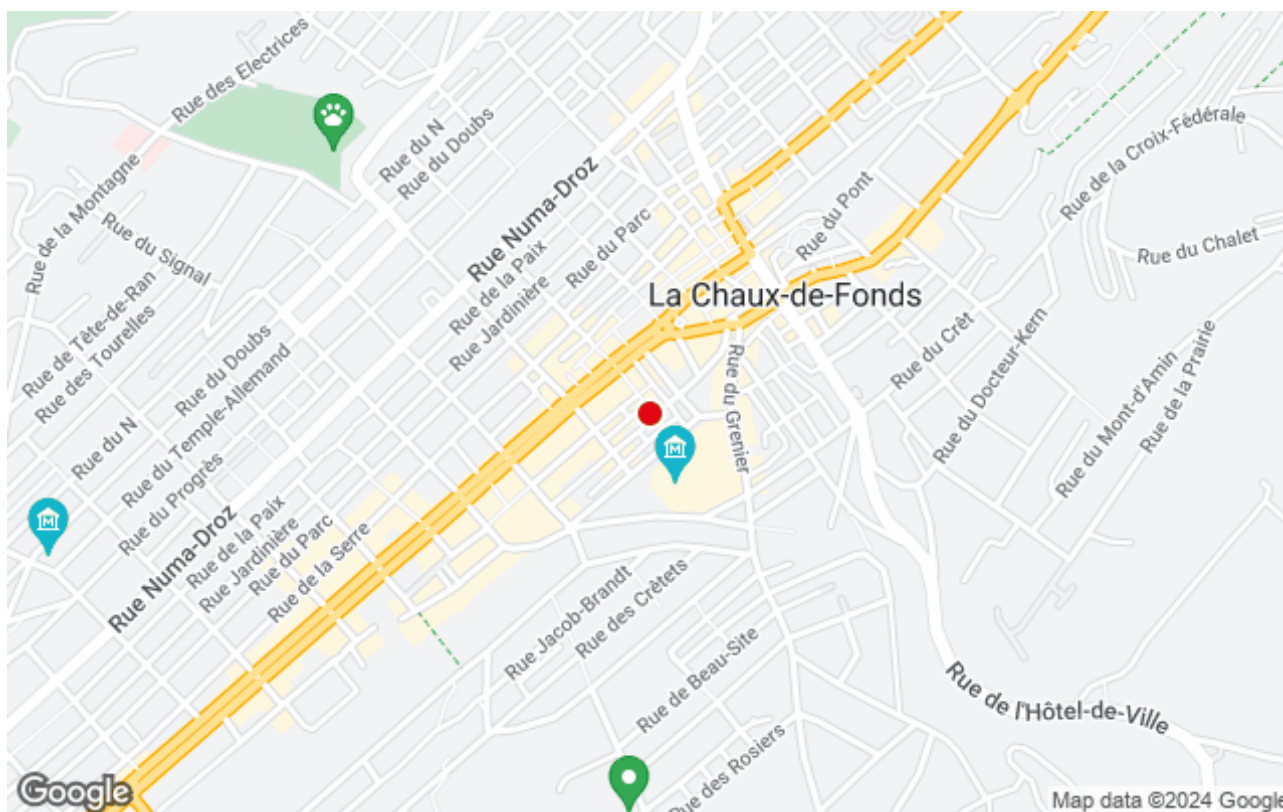 Rue des Electrices
Rue du N
Rue du Doubs
Rue de la Montagne
Rue Numa-Droz
Rue du Parc
Rue du Pont
Rue de la Croix-Fédérale
Rue du Signal
Rue de la Paix
Rue Jardinière
Rue du Chalet
La Chaux-de-Fonds
Rue de Tête-de-Ran
Rue des Tourelles
Rue du Doubs
Rue du Temple-Allemand
Rue du Grenier
Rue du Crêt
Rue du Docteur-Kern
Rue du Mont-d'Amin
Rue de la Prairie
Rue du N
Rue du Progrès
M
M
Rue Numa-Droz
Rue de la Paix
Rue Jardinière
Rue du Parc
Rue de la Serre
Rue Jacob-Brandt
Rue des Crêtets
Rue de Beau-Site
Rue de l'Hôtel-de-Ville
Rue des Rosiers
Google
Map data ©2024 Google